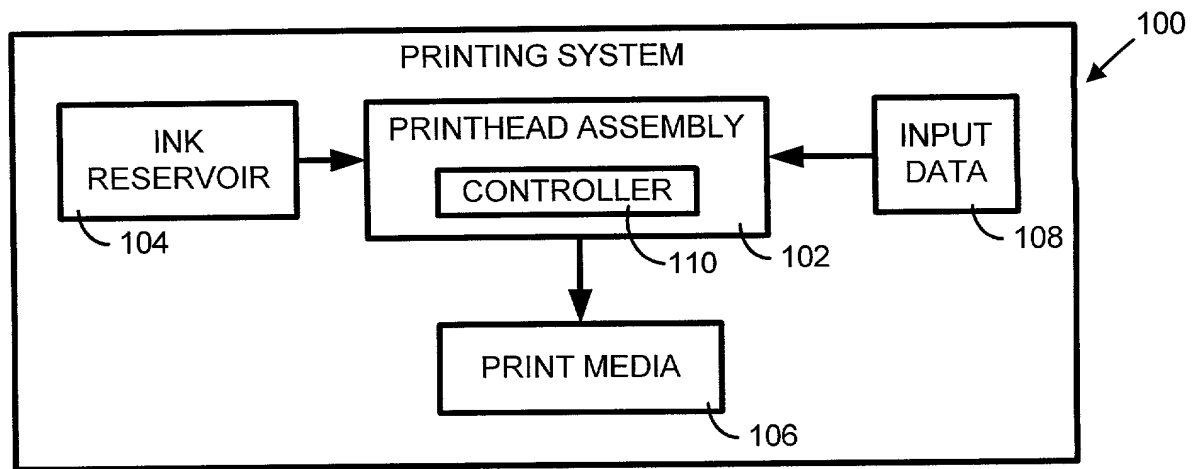 100
PRINTING SYSTEM
INK
RESERVOIR
104
PRINTHEAD ASSEMBLY
CONTROLLER
110
102
INPUT
DATA
108
PRINT MEDIA
106